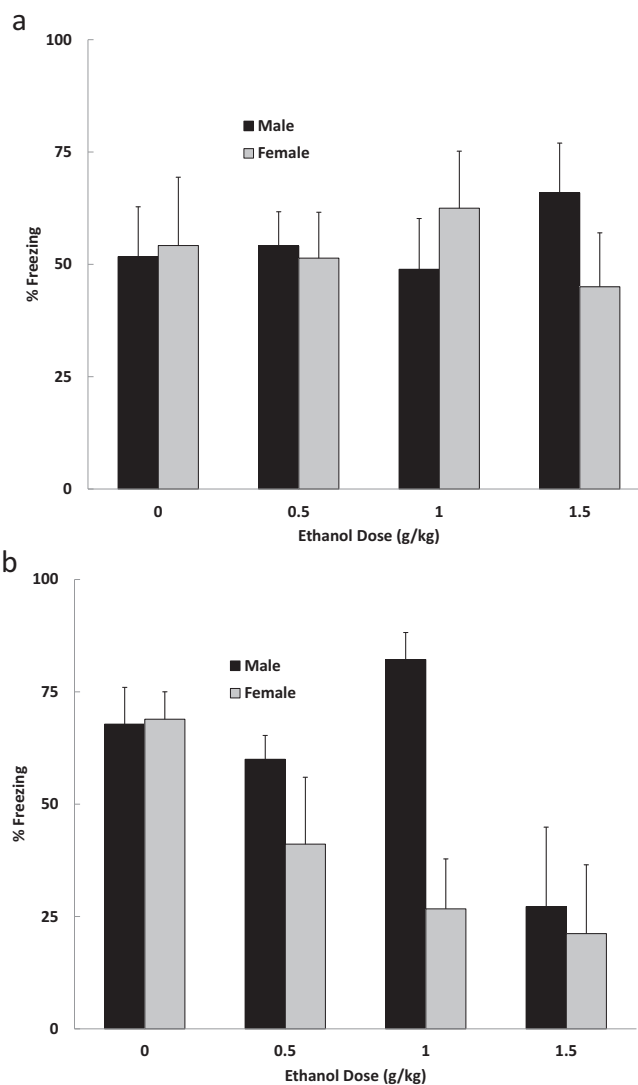 a
100
Male
Female
75
50
25
0
% Freezing
0 0.5 1 1.5
Ethanol Dose (g/kg)
b
100
Male
Female
75
50
25
0
% Freezing
0 0.5 1 1.5
Ethanol Dose (g/kg)